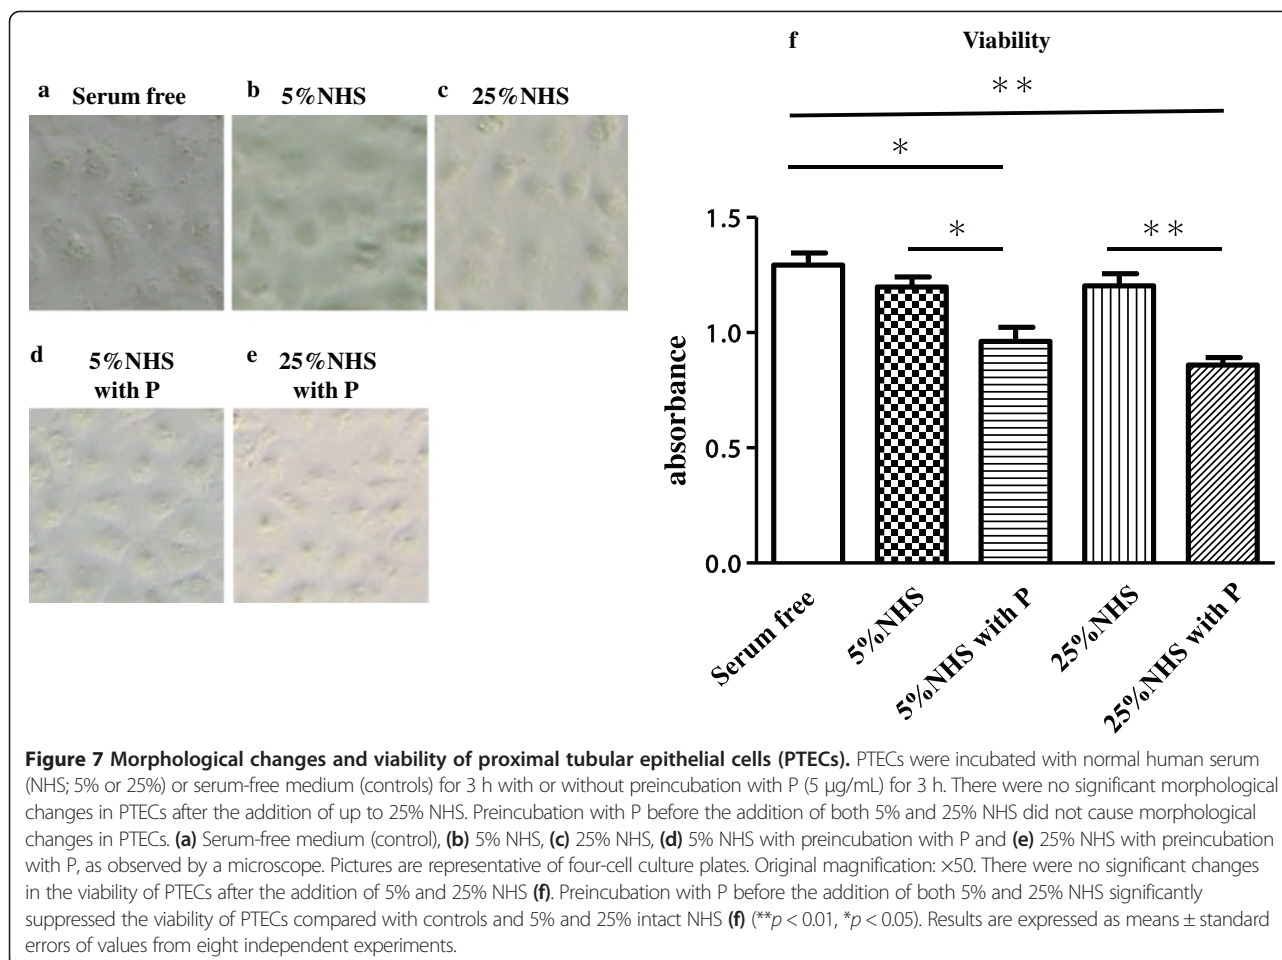 a Serum free
b 5%NHS
c 25%NHS
d 5%NHS
with P
e 25%NHS
with P
f Viability
**
*
*
**
absorbance
1.5
1.0
0.5
0.0
Serum free
5%NHS
5%NHS with P
25%NHS
25%NHS with P
Figure 7 Morphological changes and viability of proximal tubular epithelial cells (PTECs). PTECs were incubated with normal human serum
(NHS; 5% or 25%) or serum-free medium (controls) for 3 h with or without preincubation with P (5 μg/mL) for 3 h. There were no significant morphological
changes in PTECs after the addition of up to 25% NHS. Preincubation with P before the addition of both 5% and 25% NHS did not cause morphological
changes in PTECs. (a) Serum-free medium (control), (b) 5% NHS, (c) 25% NHS, (d) 5% NHS with preincubation with P and (e) 25% NHS with preincubation
with P, as observed by a microscope. Pictures are representative of four-cell culture plates. Original magnification: ×50. There were no significant changes
in the viability of PTECs after the addition of 5% and 25% NHS (f). Preincubation with P before the addition of both 5% and 25% NHS significantly
suppressed the viability of PTECs compared with controls and 5% and 25% intact NHS (f) (**p < 0.01, *p < 0.05). Results are expressed as means ± standard
errors of values from eight independent experiments.